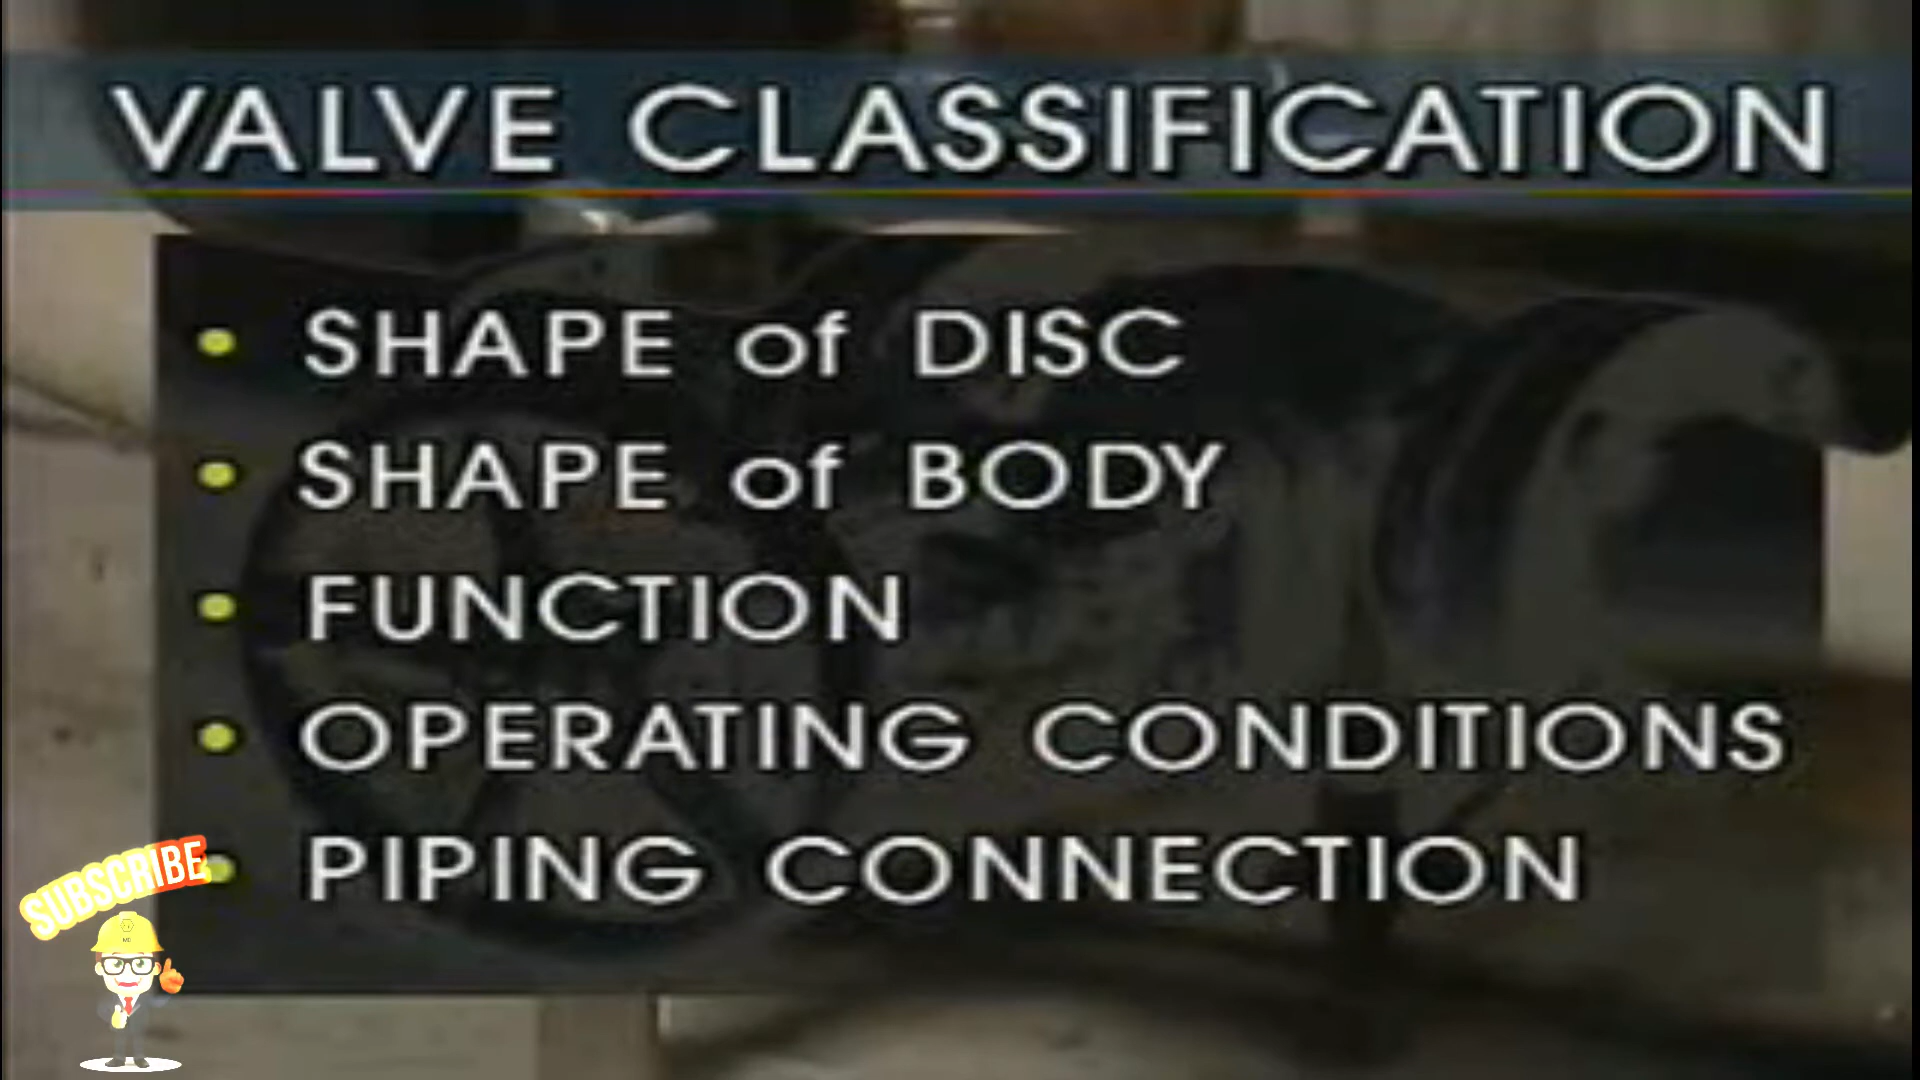 VALVE CLASSIFICATION
• SHAPE of DISC
• SHAPE of BODY
• FUNCTION
• OPERATING CONDITIONS
• PIPING CONNECTION
SUBSCRIBE